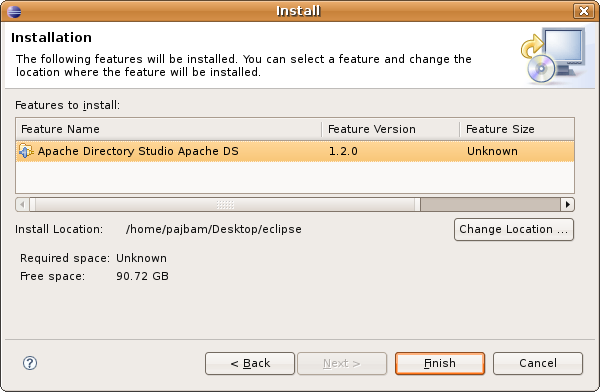 Install
Installation
The following features will be installed. You can select a feature and change the
location where the feature will be installed.
Features to install:
Feature Name Feature Version Feature Size
Apache Directory Studio Apache DS 1.2.0 Unknown
Install Location: /home/pajbam/Desktop/eclipse Change Location ...
Required space: Unknown
Free space: 90.72 GB
? < Back Next > Finish Cancel